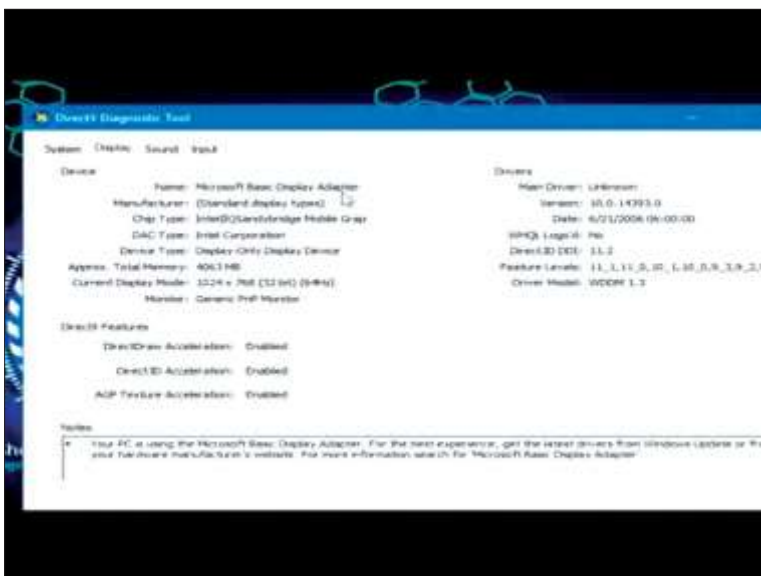 DirectX Diagnostic Tool
System Display Sound Input
Device
Name: Microsoft Basic Display Adapter
Manufacturer: (Standard display types)
Chip Type: Intel(R)Sandybridge Mobile Grap
DAC Type: Intel Corporation
Device Type: Display-Only Display Device
Approx. Total Memory: 4063 MB
Current Display Mode: 1024 x 768 (32 bit) (64Hz)
Monitor: Generic PnP Monitor
Drivers
Main Driver: Unknown
Version: 10.0.14393.0
Date: 6/21/2006 06:00:00
WHQL Logo'd: No
Direct3D DDI: 11.2
Feature Levels: 11_1,11_0,10_1,10_0,9_3,9_2,
Driver Model: WDDM 1.3
DirectX Features
DirectDraw Acceleration: Enabled
Direct3D Acceleration: Enabled
AGP Texture Acceleration: Enabled
Notes
• Your PC is using the Microsoft Basic Display Adapter. For the best experience, get the latest drivers from Windows Update or
your hardware manufacturer's website. For more information search for 'Microsoft Basic Display Adapter'